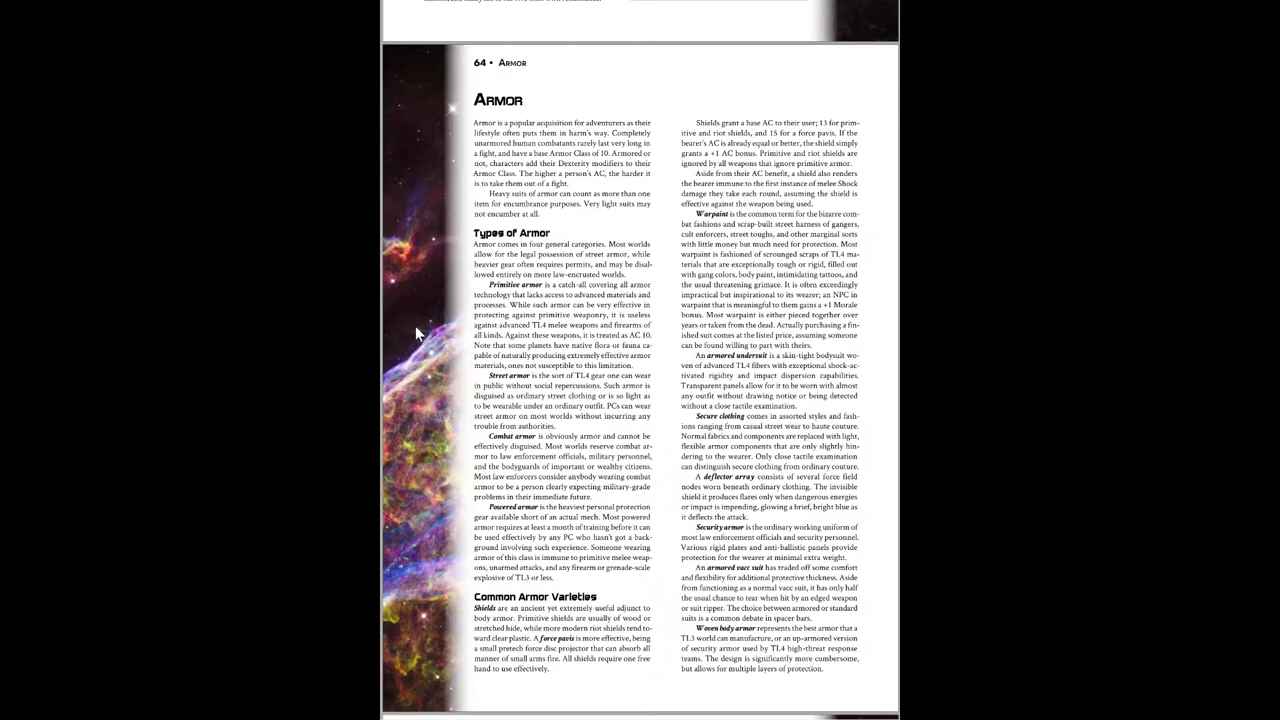 64 • Armor
Armor
Armor is a popular acquisition for adventurers as their
lifestyle often puts them in harm's way. Completely
unarmored human combatants rarely last very long in
a fight, and have a base Armor Class of 10. Armored or
not, characters add their Dexterity modifiers to their
Armor Class. The higher a person's AC, the harder it
is to take them out of a fight.
Heavy suits of armor can count as more than one
item for encumbrance purposes. Very light suits may
not encumber at all.
Types of Armor
Armor comes in four general categories. Most worlds
allow for the legal possession of street armor, while
heavier gear often requires permits, and may be disal-
lowed entirely on more law-encrusted worlds.
Primitive armor is a catch-all covering all armor
technology that lacks access to advanced materials and
processes. While such armor can be very effective in
protecting against primitive weaponry, it is useless
against advanced TL4 melee weapons and firearms of
all kinds. Against these weapons, it is treated as AC 10.
Note that some planets have native flora or fauna ca-
pable of naturally producing extremely effective armor
materials, ones not susceptible to this limitation.
Street armor is the sort of TL4 gear one can wear
in public without social repercussions. Such armor is
disguised as ordinary street clothing or is so light as
to be wearable under an ordinary outfit. PCs can wear
street armor on most worlds without incurring any
trouble from authorities.
Combat armor is obviously armor and cannot be
effectively disguised. Most worlds reserve combat ar-
mor to law enforcement officials, military personnel,
and the bodyguards of important or wealthy citizens.
Most law enforcers consider anybody wearing combat
armor to be a person clearly expecting military-grade
problems in their immediate future.
Powered armor is the heaviest personal protection
gear available short of an actual mech. Most powered
armor requires at least a month of training before it can
be used effectively by any PC who hasn't got a back-
ground involving such experience. Someone wearing
armor of this class is immune to primitive melee weap-
ons, unarmed attacks, and any firearm or grenade-scale
explosive of TL3 or less.
Common Armor Varieties
Shields are an ancient yet extremely useful adjunct to
body armor. Primitive shields are usually of wood or
stretched hide, while more modern riot shields tend to-
ward clear plastic. A force pavis is more effective, being
a small pretech force disc projector that can absorb all
manner of small arms fire. All shields require one free
hand to use effectively.
Shields grant a base AC to their user; 13 for prim-
itive and riot shields, and 15 for a force pavis. If the
bearer's AC is already equal or better, the shield simply
grants a +1 AC bonus. Primitive and riot shields are
ignored by all weapons that ignore primitive armor.
Aside from their AC benefit, a shield also renders
the bearer immune to the first instance of melee Shock
damage they take each round, assuming the shield is
effective against the weapon being used.
Warpaint is the common term for the bizarre com-
bat fashions and scrap-built street harness of gangers,
cult enforcers, street toughs, and other marginal sorts
with little money but much need for protection. Most
warpaint is fashioned of scrounged scraps of TL4 ma-
terials that are exceptionally tough or rigid, filled out
with gang colors, body paint, intimidating tattoos, and
the usual threatening grimace. It is often exceedingly
impractical but inspirational to its wearer; an NPC in
warpaint that is meaningful to them gains a +1 Morale
bonus. Most warpaint is either pieced together over
years or taken from the dead. Actually purchasing a fin-
ished suit comes at the listed price, assuming someone
can be found willing to part with theirs.
An armored undersuit is a skin-tight bodysuit wo-
ven of advanced TL4 fibers with exceptional shock-ac-
tivated rigidity and impact dispersion capabilities.
Transparent panels allow for it to be worn with almost
any outfit without drawing notice or being detected
without a close tactile examination.
Secure clothing comes in assorted styles and fash-
ions ranging from casual street wear to haute couture.
Normal fabrics and components are replaced with light,
flexible armor components that are only slightly hin-
dering to the wearer. Only close tactile examination
can distinguish secure clothing from ordinary couture.
A deflector array consists of several force field
nodes worn beneath ordinary clothing. The invisible
shield it produces flares only when dangerous energies
or impact is impending, glowing a brief, bright blue as
it deflects the attack.
Security armor is the ordinary working uniform of
most law enforcement officials and security personnel.
Various rigid plates and anti-ballistic panels provide
protection for the wearer at minimal extra weight.
An armored vacc suit has traded off some comfort
and flexibility for additional protective thickness. Aside
from functioning as a normal vacc suit, it has only half
the usual chance to tear when hit by an edged weapon
or suit ripper. The choice between armored or standard
suits is a common debate in spacer bars.
Woven body armor represents the best armor that a
TL3 world can manufacture, or an up-armored version
of security armor used by TL4 high-threat response
teams. The design is significantly more cumbersome,
but allows for multiple layers of protection.